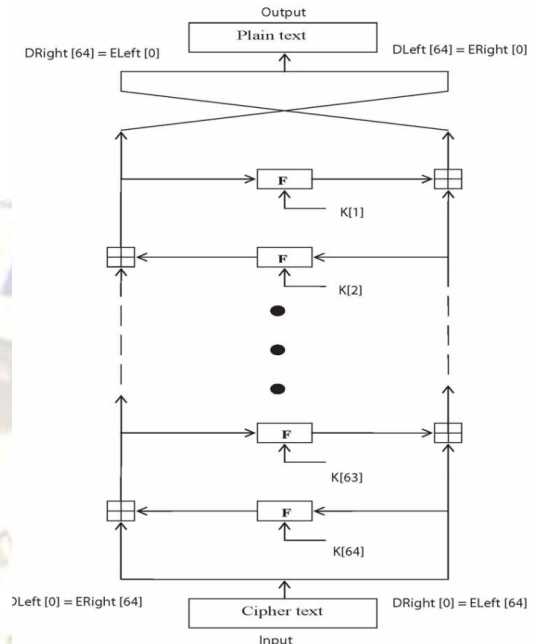 Output
Plain text
DRight [64] = ELeft [0]
DLeft [64] = ERight [0]
F
K[1]
F
K[2]
F
K[63]
F
K[64]
DLeft [0] = ERight [64]
DRight [0] = ELeft [64]
Cipher text
Input